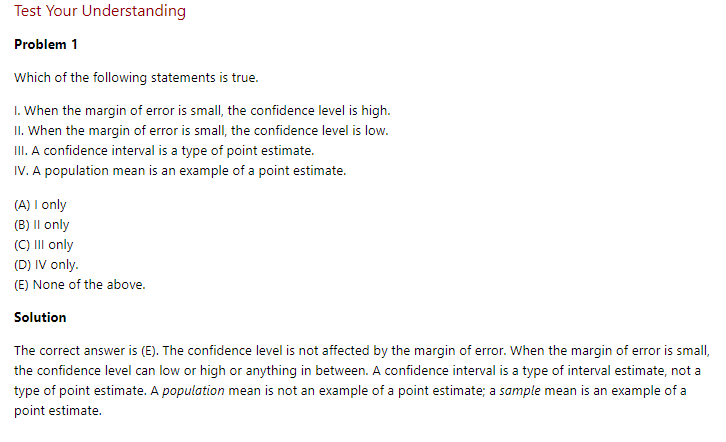 Test Your Understanding
Problem 1
Which of the following statements is true.
I. When the margin of error is small, the confidence level is high.
II. When the margin of error is small, the confidence level is low.
III. A confidence interval is a type of point estimate.
IV. A population mean is an example of a point estimate.
(A) I only
(B) II only
(C) III only
(D) IV only.
(E) None of the above.
Solution
The correct answer is (E). The confidence level is not affected by the margin of error. When the margin of error is small,
the confidence level can low or high or anything in between. A confidence interval is a type of interval estimate, not a
type of point estimate. A population mean is not an example of a point estimate; a sample mean is an example of a
point estimate.